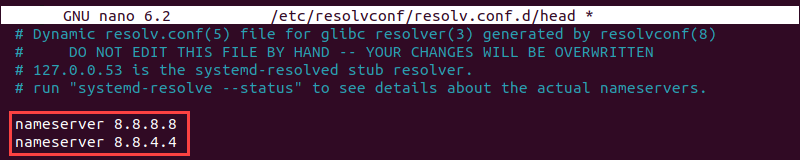 GNU nano 6.2 /etc/resolvconf/resolv.conf.d/head *
# Dynamic resolv.conf(5) file for glibc resolver(3) generated by resolvconf(8)
# DO NOT EDIT THIS FILE BY HAND -- YOUR CHANGES WILL BE OVERWRITTEN
# 127.0.0.53 is the systemd-resolved stub resolver.
# run "systemd-resolve --status" to see details about the actual nameservers.
nameserver 8.8.8.8
nameserver 8.8.4.4